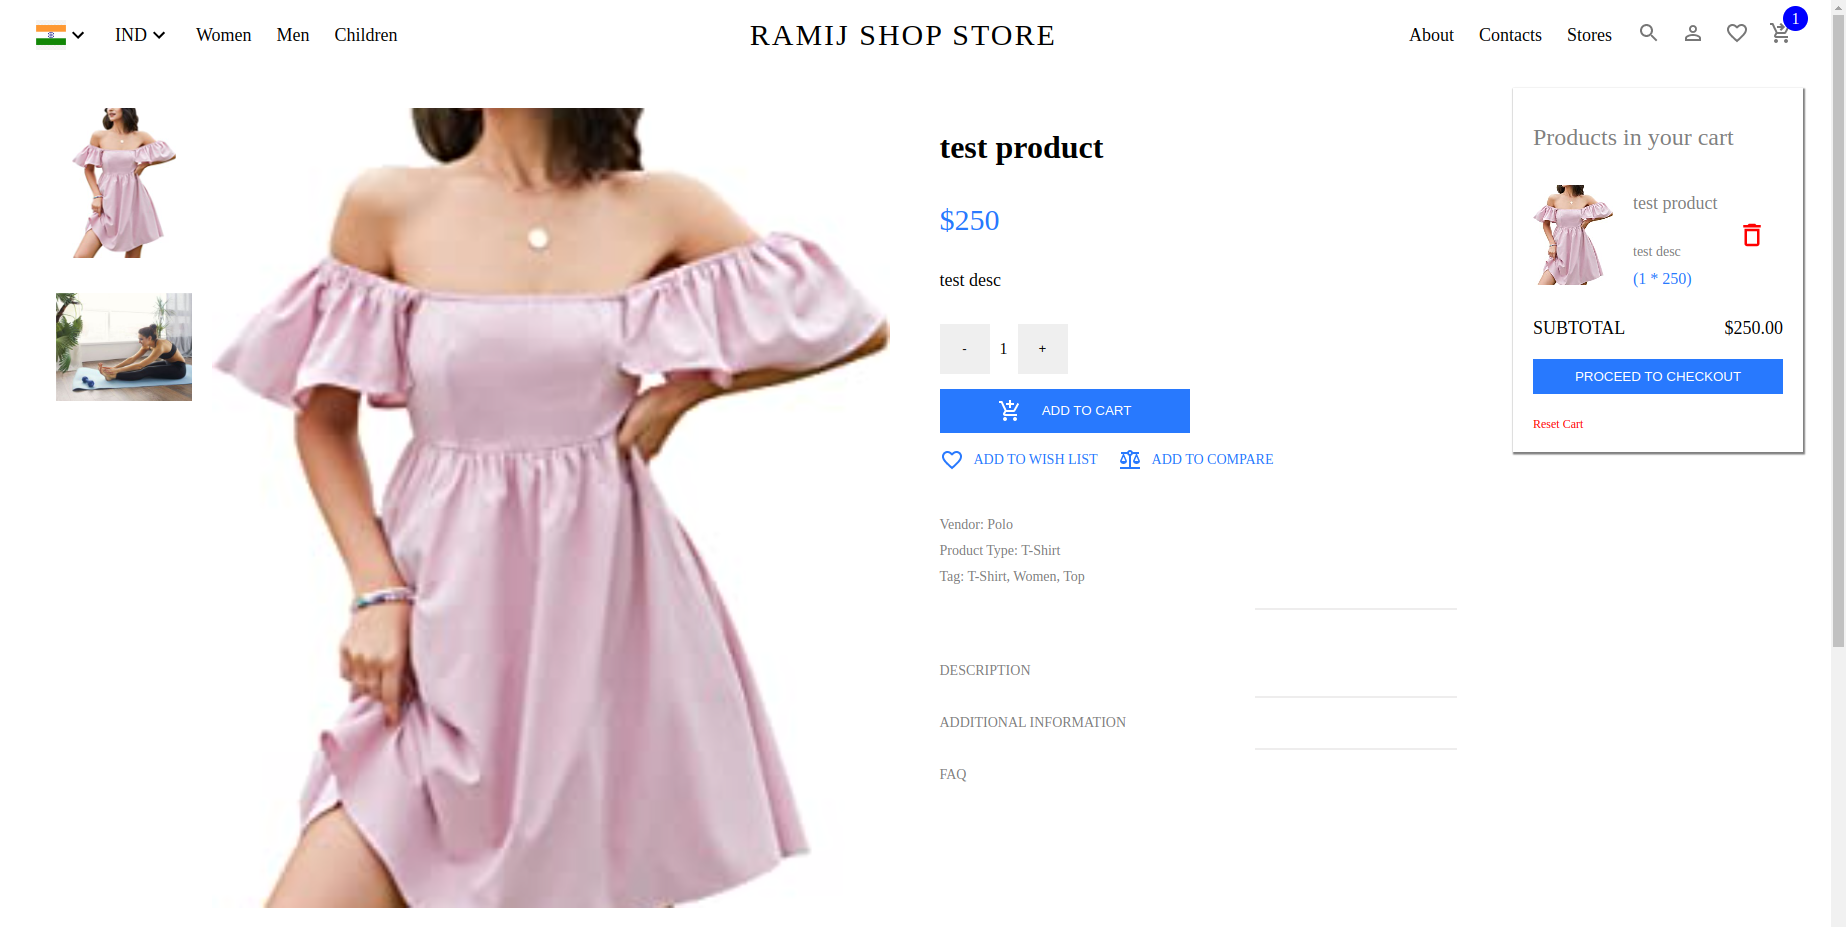 IND Women Men Children RAMIJ SHOP STORE About Contacts Stores 1
test product
$250
test desc
- 1 +
ADD TO CART
ADD TO WISH LIST ADD TO COMPARE
Vendor: Polo
Product Type: T-Shirt
Tag: T-Shirt, Women, Top
DESCRIPTION
ADDITIONAL INFORMATION
FAQ
Products in your cart
test product
test desc
(1 * 250)
SUBTOTAL $250.00
PROCEED TO CHECKOUT
Reset Cart